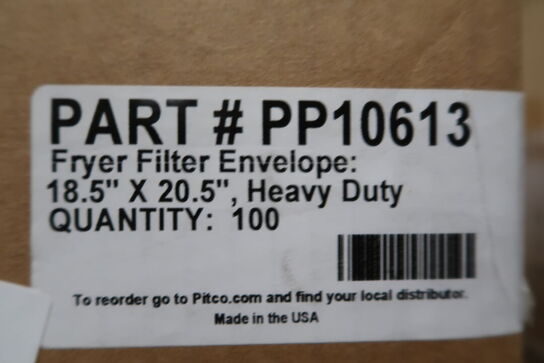 PART # PP10613
Fryer Filter Envelope:
18.5" X 20.5", Heavy Duty
QUANTITY: 100
To reorder go to Pitco.com and find your local distributor.
Made in the USA